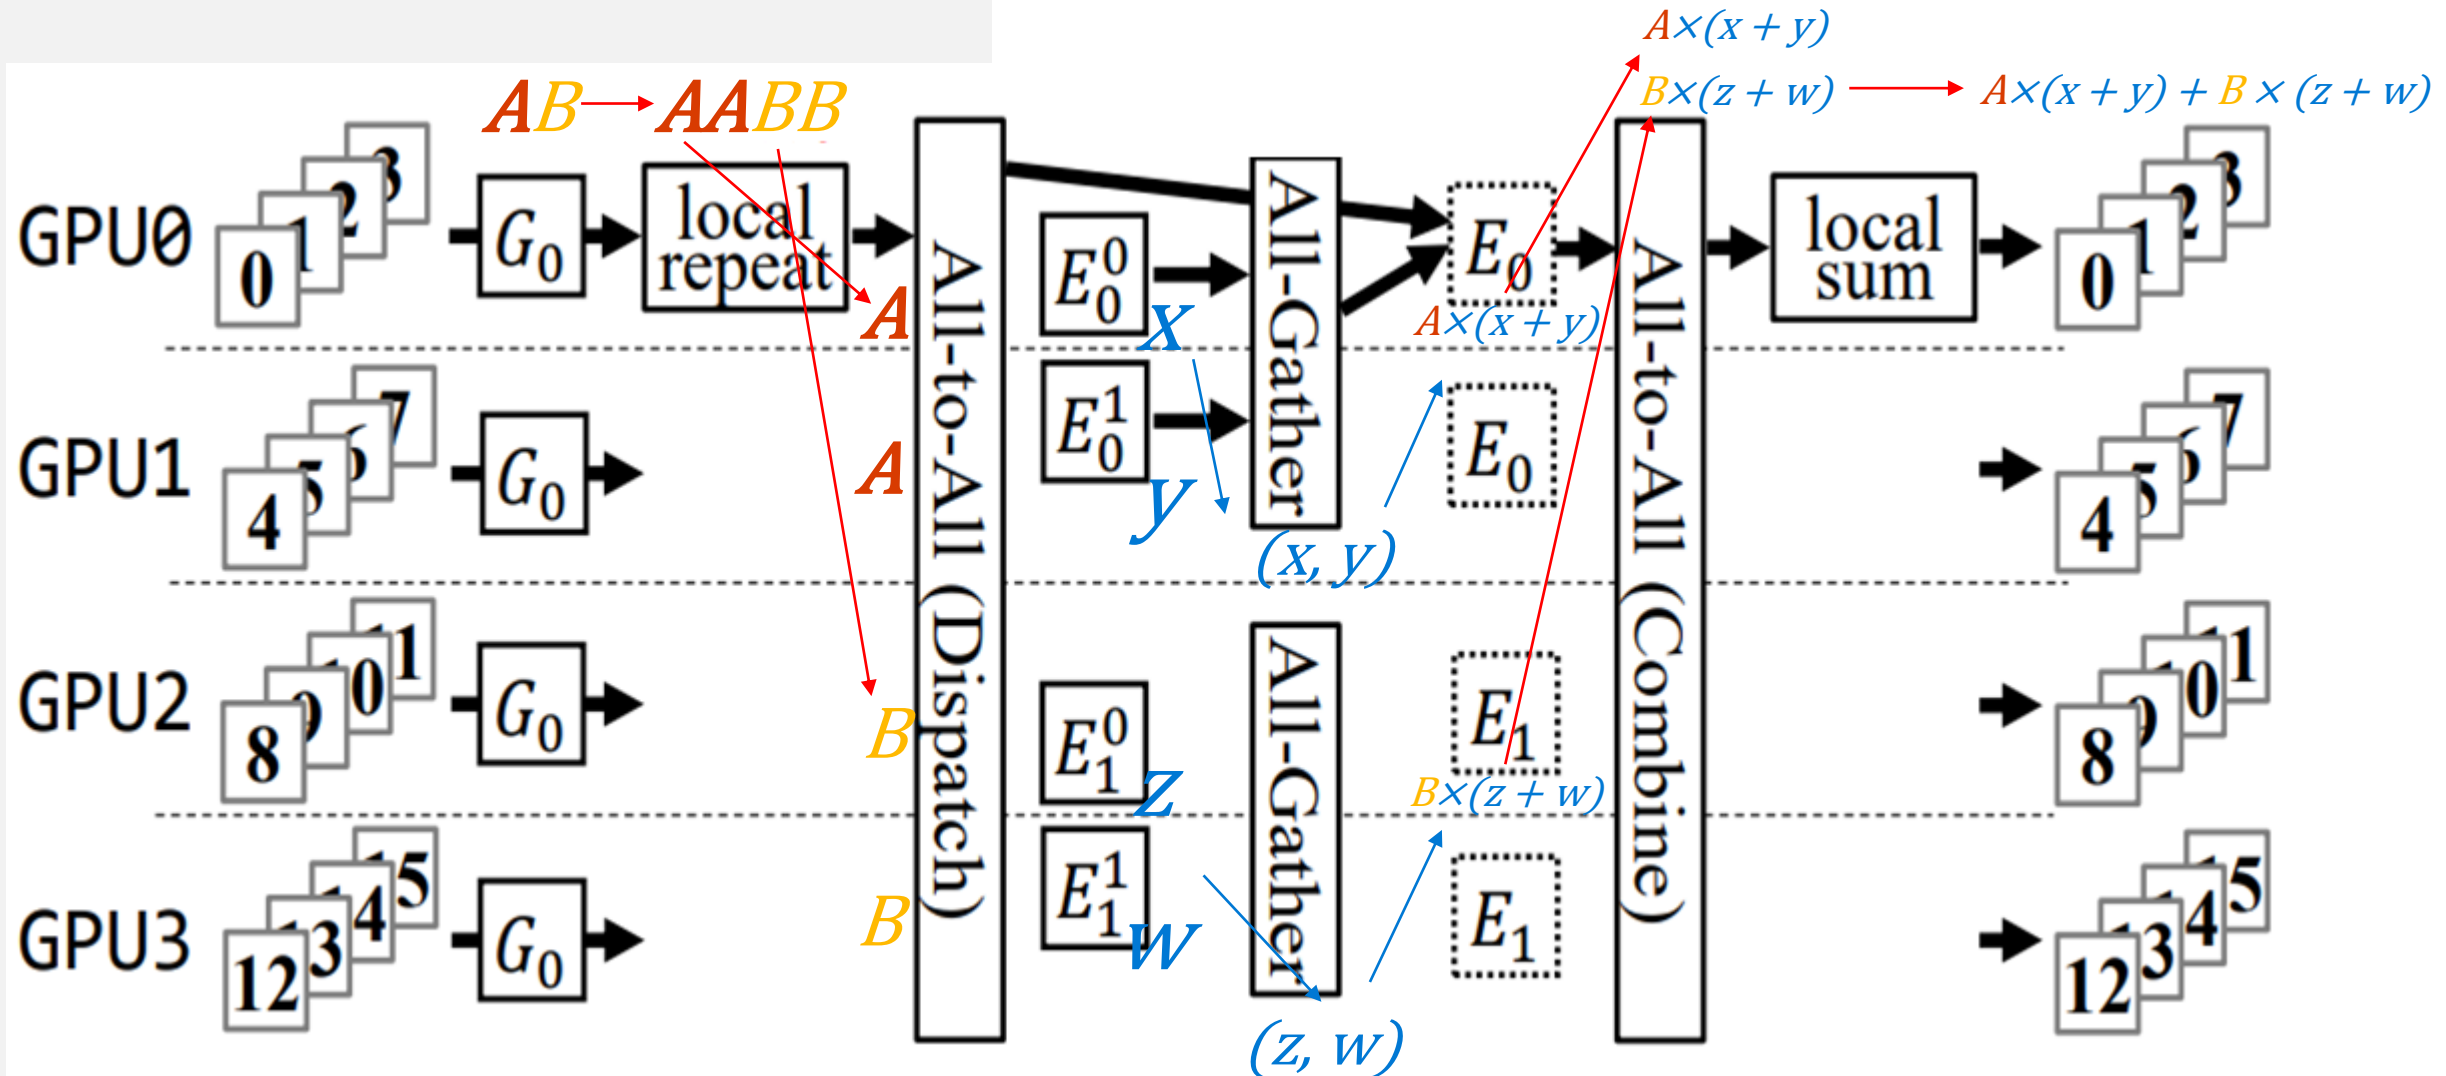 A×(x + y)
AB AABB B×(z + w) A×(x + y) + B × (z + w)
GPU0 0 1 2 3 G₀ local repeat A E₀⁰ x E₀ A×(x + y) local sum 0 1 2 3
All-to-All (Dispatch)
All-Gather
All-to-All (Combine)
GPU1 4 5 6 7 G₀ A E₀¹ y (x, y) E₀ 4 5 6 7
GPU2 8 9 10 11 G₀ B E₁⁰ z E₁ B×(z + w) 8 9 10 11
All-Gather
GPU3 12 13 14 15 G₀ B E₁¹ w E₁ 12 13 14 15
(z, w)